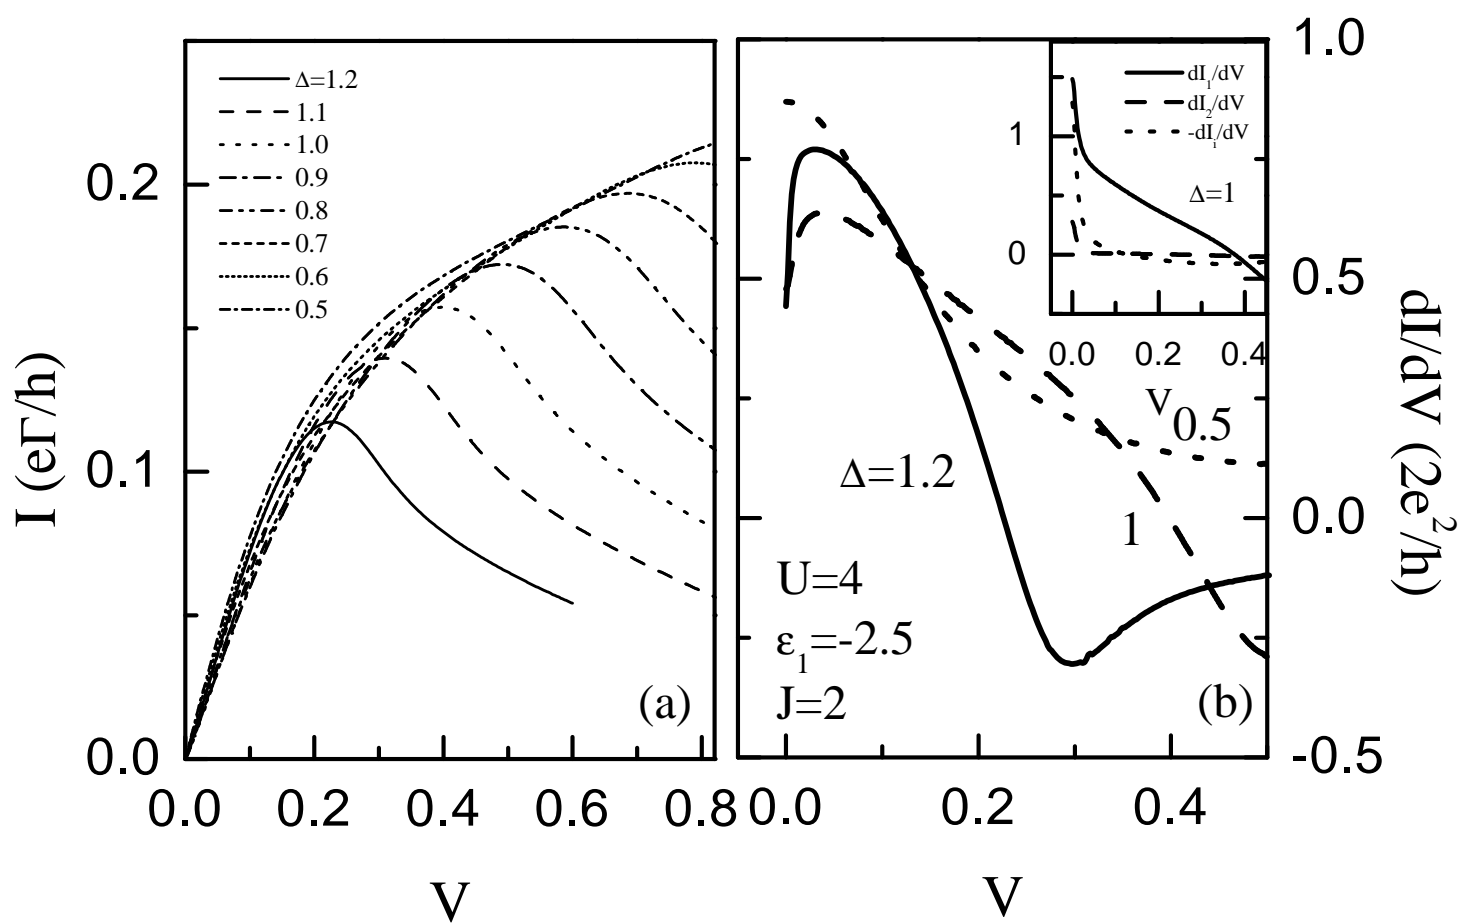 I (eΓ/h)
0.2
0.1
0.0
Δ=1.2
1.1
1.0
0.9
0.8
0.7
0.6
0.5
(a)
0.0 0.2 0.4 0.6 0.8
V
dI₁/dV
dI₂/dV
-dIᵢ/dV
1
0
Δ=1
0.0 0.2 0.4
V
0.5
Δ=1.2
1
U=4
ε₁=-2.5
J=2
(b)
0.0 0.2
V
1.0
0.5
0.0
-0.5
dI/dV (2e²/h)